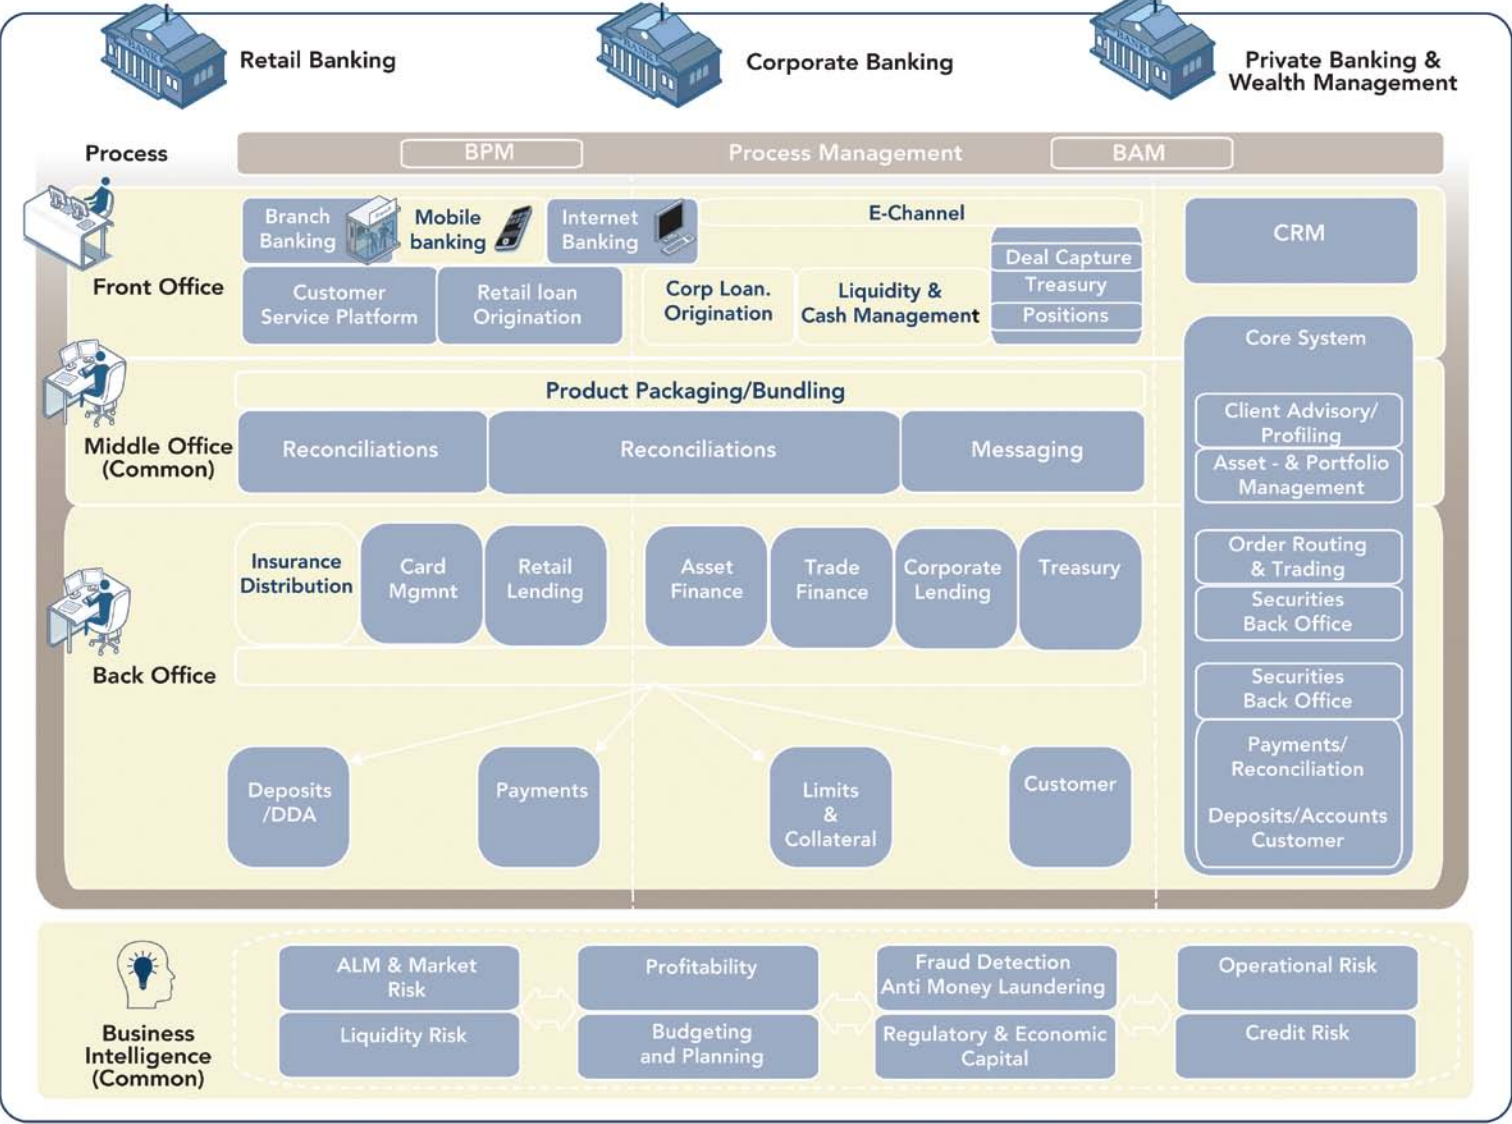 Retail Banking
Corporate Banking
Private Banking &
Wealth Management
Process
BPM
Process Management
BAM
Front Office
Branch
Banking
Mobile
banking
Internet
Banking
E-Channel
CRM
Customer
Service Platform
Retail loan
Origination
Corp Loan.
Origination
Liquidity &
Cash Management
Deal Capture
Treasury
Positions
Middle Office
(Common)
Product Packaging/Bundling
Reconciliations
Reconciliations
Messaging
Core System
Client Advisory/
Profiling
Asset - & Portfolio
Management
Order Routing
& Trading
Securities
Back Office
Securities
Back Office
Payments/
Reconciliation
Deposits/Accounts
Customer
Back Office
Insurance
Distribution
Card
Mgmnt
Retail
Lending
Asset
Finance
Trade
Finance
Corporate
Lending
Treasury
Deposits
/DDA
Payments
Limits
&
Collateral
Customer
Business
Intelligence
(Common)
ALM & Market
Risk
Profitability
Fraud Detection
Anti Money Laundering
Operational Risk
Liquidity Risk
Budgeting
and Planning
Regulatory & Economic
Capital
Credit Risk